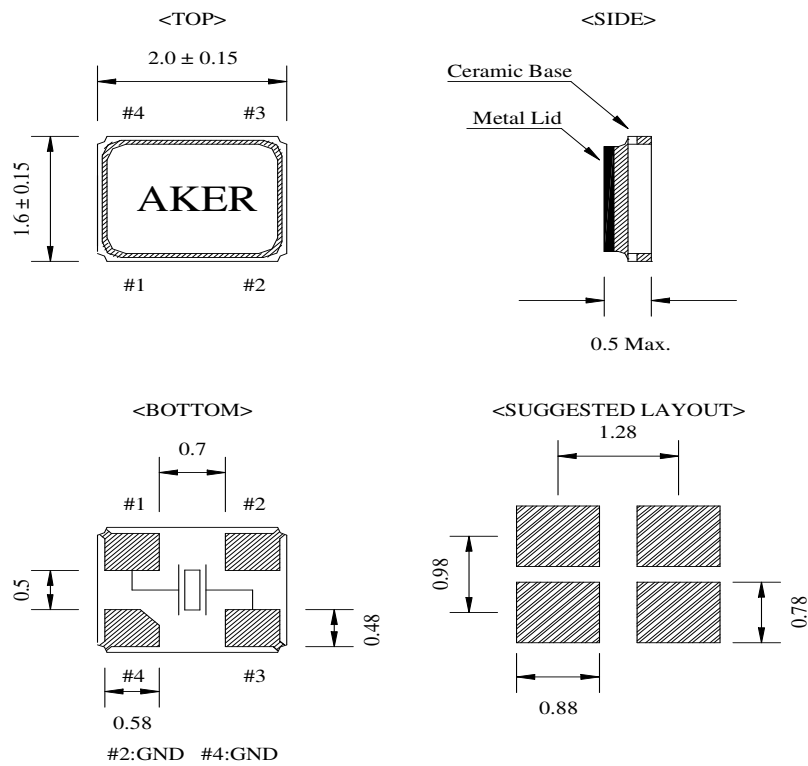 <TOP>
2.0 ± 0.15
#4 #3
1.6 ± 0.15
AKER
#1 #2
<SIDE>
Ceramic Base
Metal Lid
0.5 Max.
<BOTTOM>
0.7
#1 #2
0.5
0.48
#4 #3
0.58
#2:GND #4:GND
<SUGGESTED LAYOUT>
1.28
0.98
0.78
0.88